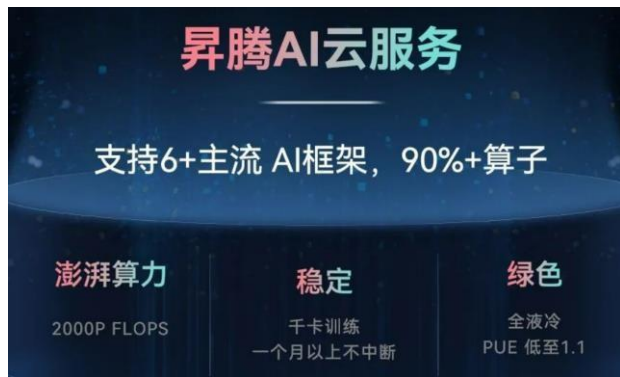 昇腾AI云服务
支持6+主流 AI框架，90%+算子
澎湃算力
2000P FLOPS
稳定
千卡训练
一个月以上不中断
绿色
全液冷
PUE 低至1.1